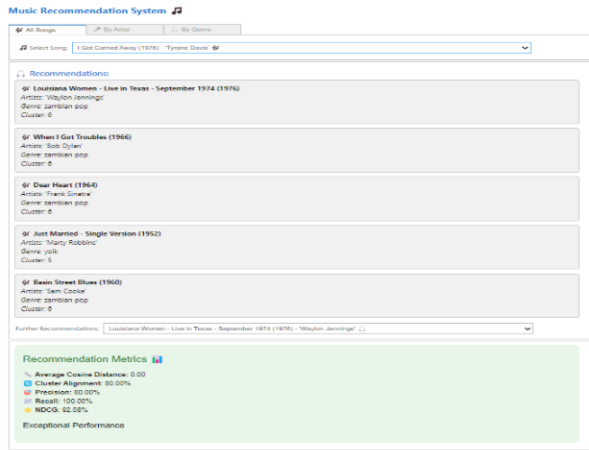 Music Recommendation System
All Songs By Artist By Genre
Select Song: I Got Carried Away (1976) - 'Tyrone Davis'
Recommendations:
Louisiana Women - Live in Texas - September 1974 (1976)
Artists: 'Waylon Jennings'
Genre: zambian pop
Cluster: 6
When I Got Troubles (1966)
Artists: 'Bob Dylan'
Genre: zambian pop
Cluster: 6
Dear Heart (1964)
Artists: 'Frank Sinatra'
Genre: zambian pop
Cluster: 6
Just Married - Single Version (1952)
Artists: 'Marty Robbins'
Genre: yolk
Cluster: 5
Basin Street Blues (1960)
Artists: 'Sam Cooke'
Genre: zambian pop
Cluster: 6
Further Recommendations: Louisiana Women - Live in Texas - September 1974 (1976) - 'Waylon Jennings'
Recommendation Metrics
Average Cosine Distance: 0.00
Cluster Alignment: 80.00%
Precision: 80.00%
Recall: 100.00%
NDCG: 92.08%
Exceptional Performance